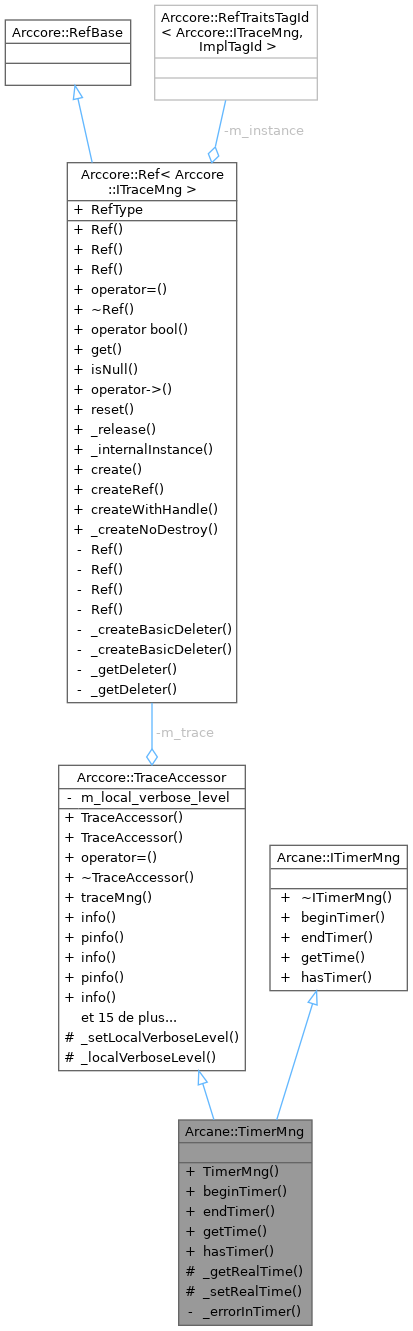 Arccore::RefBase
Arccore::RefTraitsTagId
< Arccore::ITraceMng,
ImplTagId >
-m_instance
Arccore::Ref< Arccore
::ITraceMng >
+ RefType
+ Ref()
+ Ref()
+ Ref()
+ operator=()
+ ~Ref()
+ operator bool()
+ get()
+ isNull()
+ operator->()
+ reset()
+ _release()
+ _internalInstance()
+ create()
+ createRef()
+ createWithHandle()
+ _createNoDestroy()
- Ref()
- Ref()
- Ref()
- Ref()
- _createBasicDeleter()
- _createBasicDeleter()
- _getDeleter()
- _getDeleter()
-m_trace
Arccore::TraceAccessor
- m_local_verbose_level
+ TraceAccessor()
+ TraceAccessor()
+ operator=()
+ ~TraceAccessor()
+ traceMng()
+ info()
+ pinfo()
+ info()
+ pinfo()
+ info()
et 15 de plus...
# _setLocalVerboseLevel()
# _localVerboseLevel()
Arcane::ITimerMng
+ ~ITimerMng()
+ beginTimer()
+ endTimer()
+ getTime()
+ hasTimer()
Arcane::TimerMng
+ TimerMng()
+ beginTimer()
+ endTimer()
+ getTime()
+ hasTimer()
# _getRealTime()
# _setRealTime()
- _errorInTimer()